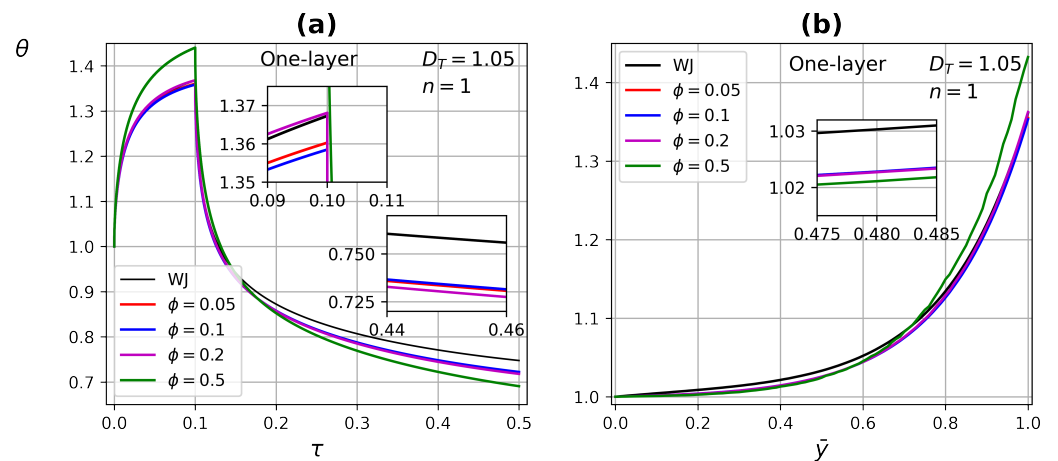 (a)
θ
One-layer
D_T = 1.05
n = 1
1.4
1.3
1.2
1.1
1.0
0.9
0.8
0.7
1.37
1.36
1.35
0.09 0.10 0.11
0.750
0.725
0.44 0.46
WJ
ϕ = 0.05
ϕ = 0.1
ϕ = 0.2
ϕ = 0.5
0.0 0.1 0.2 0.3 0.4 0.5
τ
(b)
WJ
ϕ = 0.05
ϕ = 0.1
ϕ = 0.2
ϕ = 0.5
One-layer
D_T = 1.05
n = 1
1.4
1.3
1.2
1.1
1.0
1.03
1.02
0.475 0.480 0.485
0.0 0.2 0.4 0.6 0.8 1.0
ȳ